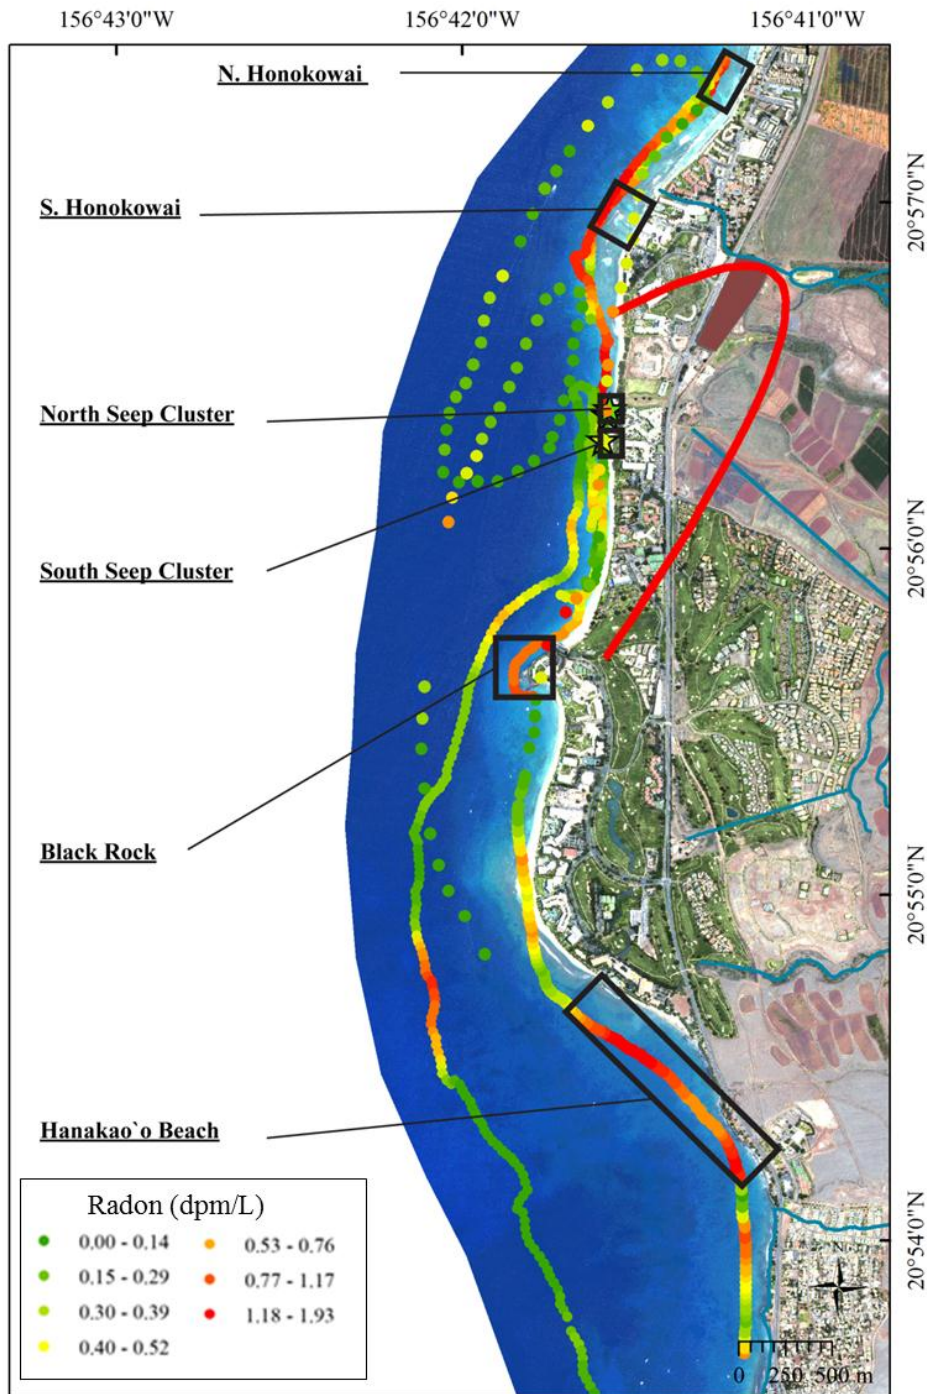 156°43'0"W 156°42'0"W 156°41'0"W
N. Honokowai
S. Honokowai
20°57'0"N
North Seep Cluster
20°56'0"N
South Seep Cluster
Black Rock
20°55'0"N
Hanakao`o Beach
20°54'0"N
Radon (dpm/L)
0.00 - 0.14
0.15 - 0.29
0.30 - 0.39
0.40 - 0.52
0.53 - 0.76
0.77 - 1.17
1.18 - 1.93
N
0 250 500 m